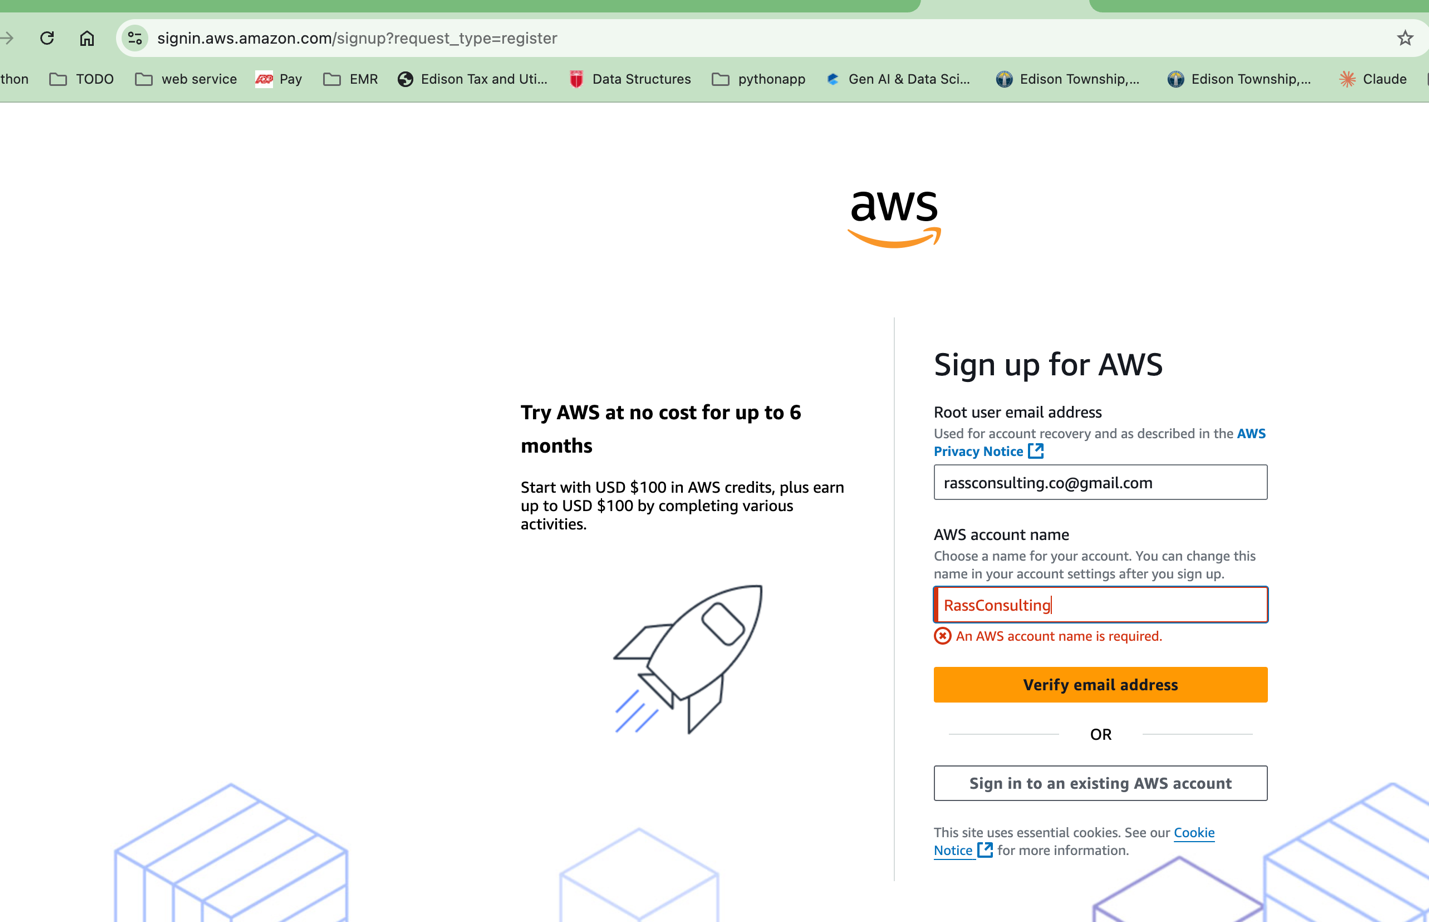 signin.aws.amazon.com/signup?request_type=register
thon TODO web service Pay EMR Edison Tax and Uti... Data Structures pythonapp Gen AI & Data Sci... Edison Township,... Edison Township,... Claude
aws
Try AWS at no cost for up to 6
months
Start with USD $100 in AWS credits, plus earn
up to USD $100 by completing various
activities.
Sign up for AWS
Root user email address
Used for account recovery and as described in the AWS
Privacy Notice
rassconsulting.co@gmail.com
AWS account name
Choose a name for your account. You can change this
name in your account settings after you sign up.
RassConsulting
An AWS account name is required.
Verify email address
OR
Sign in to an existing AWS account
This site uses essential cookies. See our Cookie
Notice for more information.